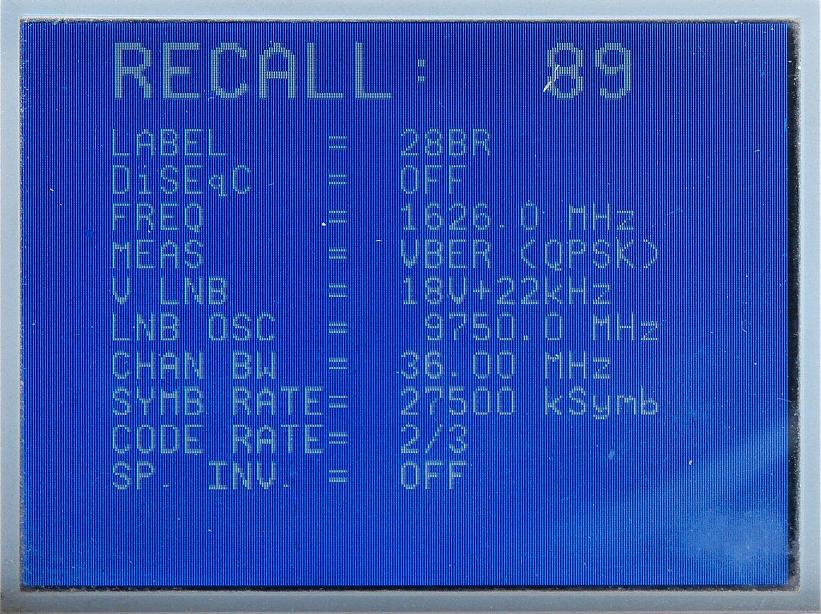 RECALL : 89
LABEL = 28BR
DiSEqC = OFF
FREQ = 1626.0 MHz
MEAS = VBER (QPSK)
V LNB = 18V+22kHz
LNB OSC = 9750.0 MHz
CHAN BW = 36.00 MHz
SYMB RATE= 27500 kSymb
CODE RATE= 2/3
SP. INV. = OFF